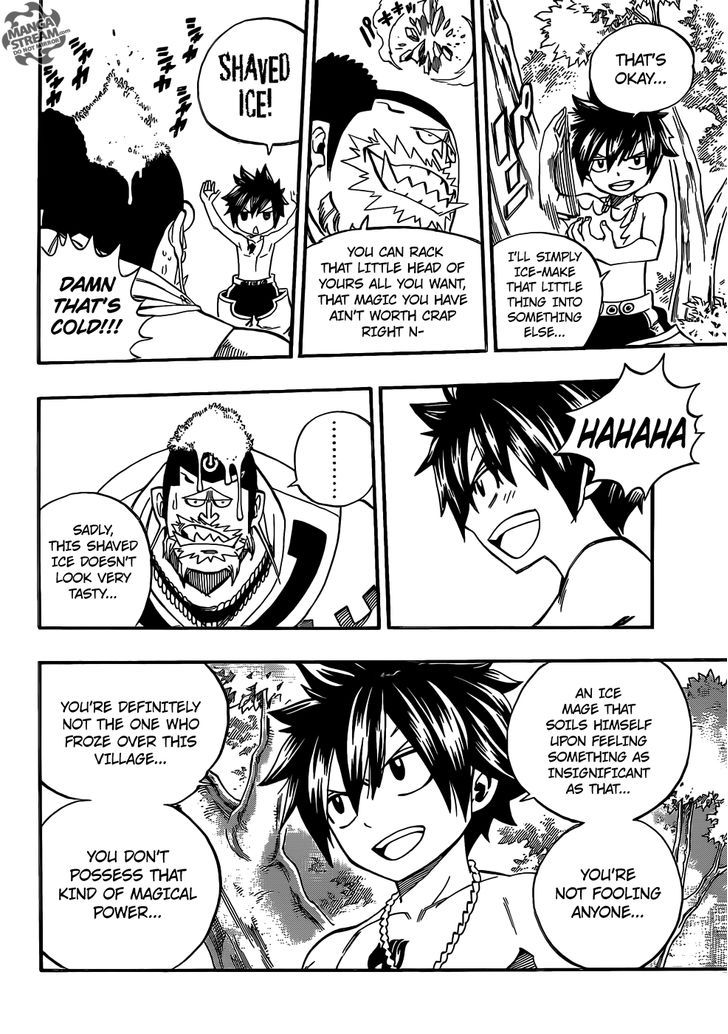 MANGA
STREAM.com
DO NOT MIRROR
THAT'S
OKAY...
I'LL SIMPLY
ICE-MAKE
THAT LITTLE
THING INTO
SOMETHING
ELSE...
YOU CAN RACK
THAT LITTLE HEAD OF
YOURS ALL YOU WANT,
THAT MAGIC YOU HAVE
AIN'T WORTH CRAP
RIGHT N-
SHAVED
ICE!
DAMN
THAT'S
COLD!!!
HAHAHA
.........
SADLY,
THIS SHAVED
ICE DOESN'T
LOOK VERY
TASTY...
AN ICE
MAGE THAT
SOILS HIMSELF
UPON FEELING
SOMETHING AS
INSIGNIFICANT
AS THAT...
YOU'RE
NOT FOOLING
ANYONE...
YOU'RE DEFINITELY
NOT THE ONE WHO
FROZE OVER THIS
VILLAGE...
YOU DON'T
POSSESS THAT
KIND OF MAGICAL
POWER...